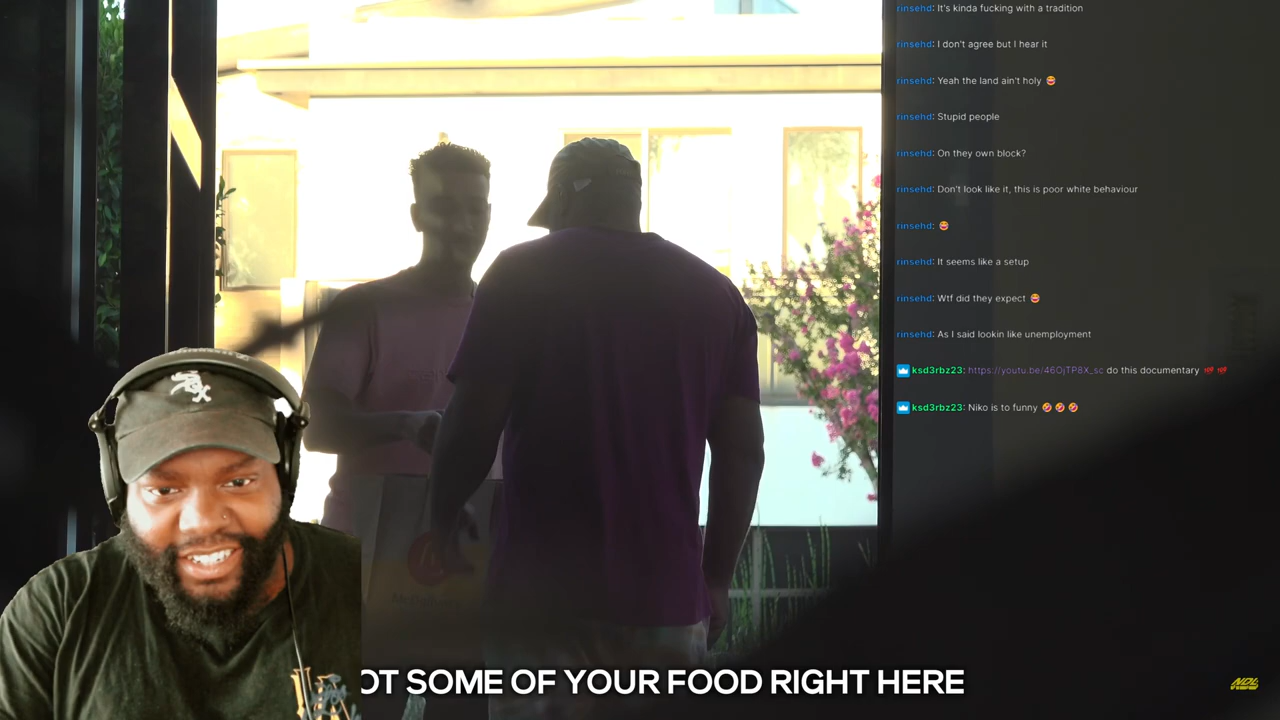 rinsehd: It's kinda fucking with a tradition
rinsehd: I don't agree but I hear it
rinsehd: Yeah the land ain't holy 😂
rinsehd: Stupid people
rinsehd: On they own block?
rinsehd: Don't look like it, this is poor white behaviour
rinsehd: 😂
rinsehd: It seems like a setup
rinsehd: Wtf did they expect 😂
rinsehd: As I said lookin like unemployment
ksd3rbz23: https://youtu.be/46OjTP8X_sc do this documentary 💯 💯
ksd3rbz23: Niko is to funny 🤣 🤣 🤣
OT SOME OF YOUR FOOD RIGHT HERE
NDL